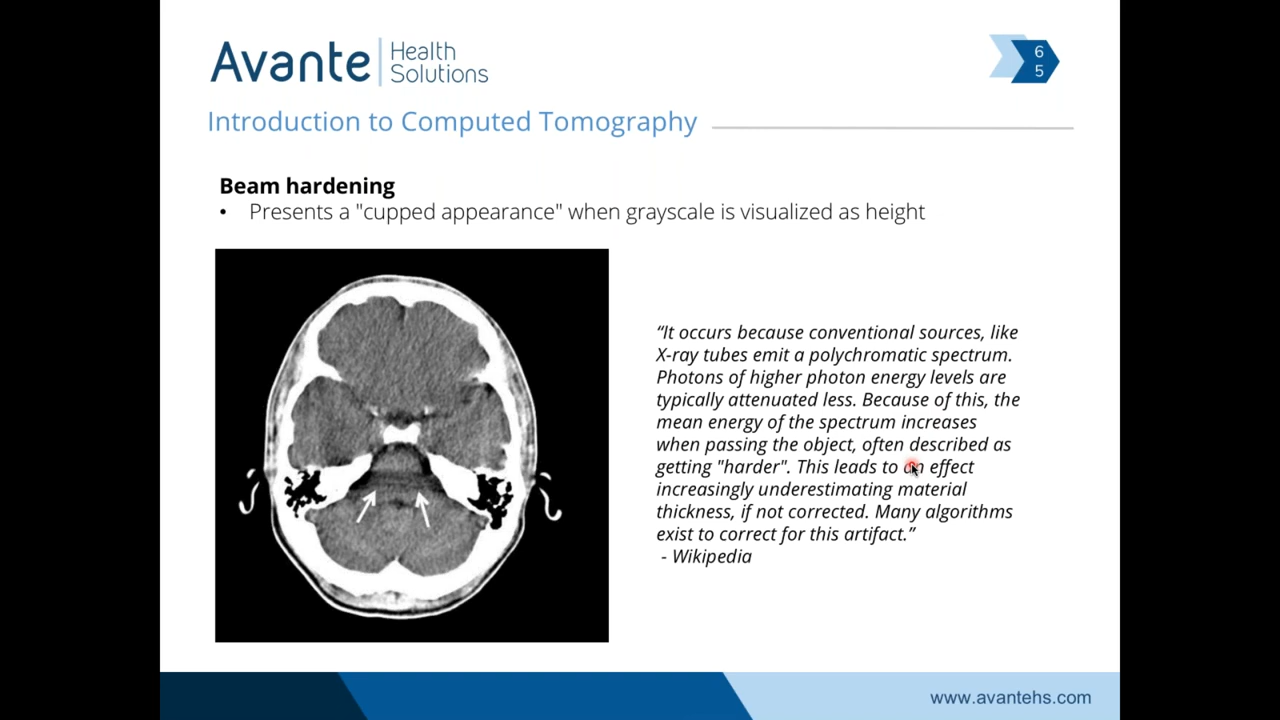 Avante
Health
Solutions
6
5
Introduction to Computed Tomography
Beam hardening
• Presents a "cupped appearance" when grayscale is visualized as height
“It occurs because conventional sources, like
X-ray tubes emit a polychromatic spectrum.
Photons of higher photon energy levels are
typically attenuated less. Because of this, the
mean energy of the spectrum increases
when passing the object, often described as
getting "harder". This leads to an effect
increasingly underestimating material
thickness, if not corrected. Many algorithms
exist to correct for this artifact.”
- Wikipedia
www.avantehs.com